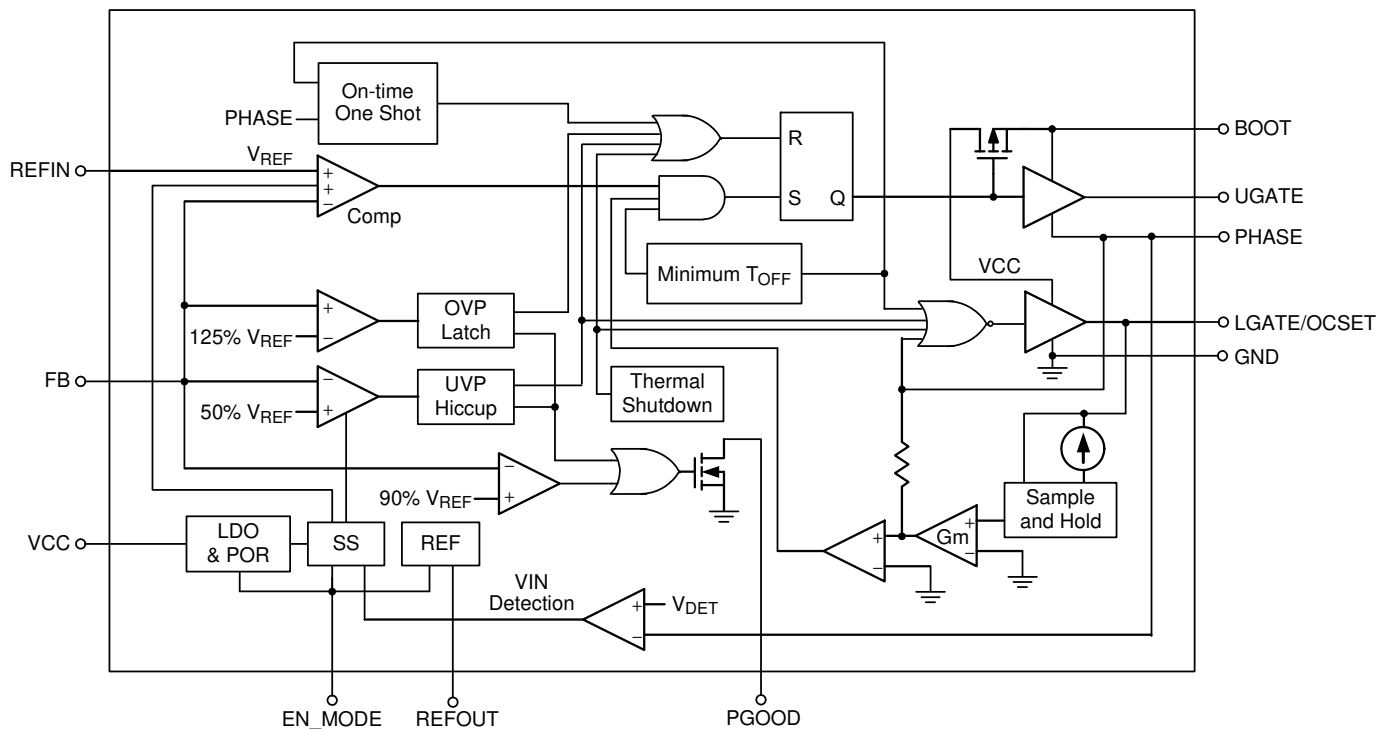 On-time
One Shot
PHASE
REFIN
VREF
+
+
−
Comp
R
S
Q
BOOT
UGATE
PHASE
Minimum TOFF
VCC
+
−
125% VREF
OVP
Latch
LGATE/OCSET
GND
FB
−
+
50% VREF
UVP
Hiccup
Thermal
Shutdown
−
+
90% VREF
Sample
and Hold
VCC
LDO
& POR
SS
REF
+
−
Gm
+
−
VIN
Detection
+
−
VDET
EN_MODE
REFOUT
PGOOD